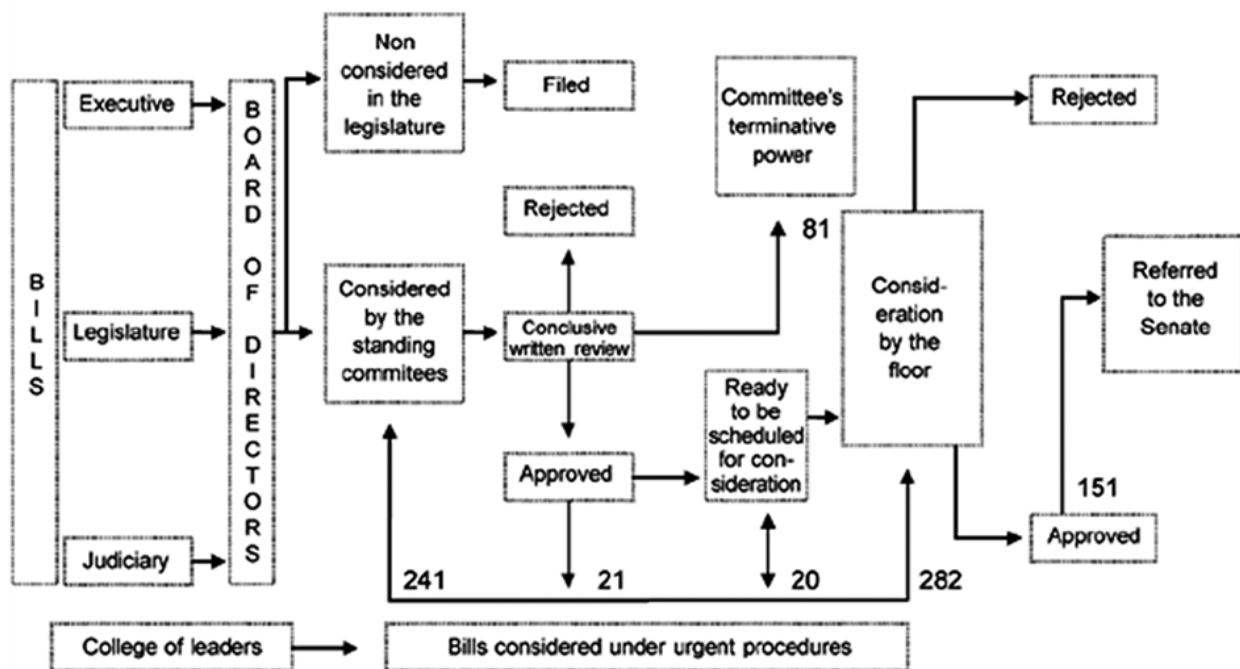 BILLS
Executive
Legislature
Judiciary
BOARD OF DIRECTORS
Non
considered
in the
legislature
Filed
Considered
by the
standing
commitees
Rejected
Conclusive
written review
Approved
Committee's
terminative
power
81
Ready
to be
scheduled
for con-
sideration
Consid-
eration
by the
floor
Rejected
Referred
to the
Senate
151
Approved
241
21
20
282
College of leaders
Bills considered under urgent procedures